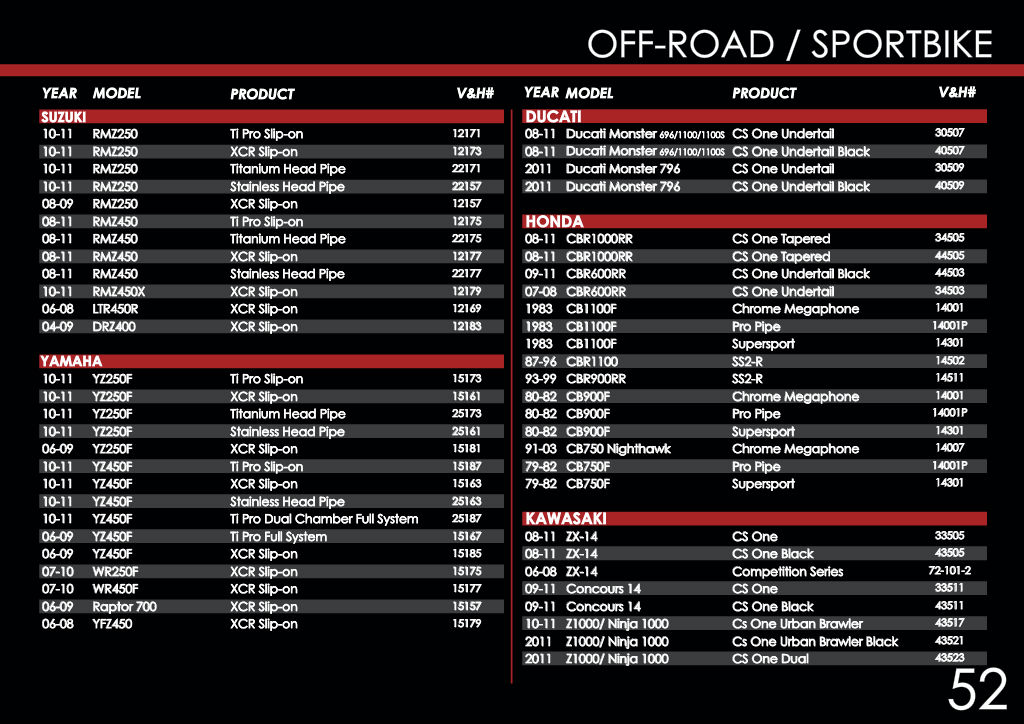 OFF-ROAD / SPORTBIKE
YEAR MODEL PRODUCT V&H#
SUZUKI
10-11 RMZ250 Ti Pro Slip-on 12171
10-11 RMZ250 XCR Slip-on 12173
10-11 RMZ250 Titanium Head Pipe 22171
10-11 RMZ250 Stainless Head Pipe 22157
08-09 RMZ250 XCR Slip-on 12157
08-11 RMZ450 Ti Pro Slip-on 12175
08-11 RMZ450 Titanium Head Pipe 22175
08-11 RMZ450 XCR Slip-on 12177
08-11 RMZ450 Stainless Head Pipe 22177
10-11 RMZ450X XCR Slip-on 12179
06-08 LTR450R XCR Slip-on 12169
04-09 DRZ400 XCR Slip-on 12183
YAMAHA
10-11 YZ250F Ti Pro Slip-on 15173
10-11 YZ250F XCR Slip-on 15161
10-11 YZ250F Titanium Head Pipe 25173
10-11 YZ250F Stainless Head Pipe 25161
06-09 YZ250F XCR Slip-on 15181
10-11 YZ450F Ti Pro Slip-on 15187
10-11 YZ450F XCR Slip-on 15163
10-11 YZ450F Stainless Head Pipe 25163
10-11 YZ450F Ti Pro Dual Chamber Full System 25187
06-09 YZ450F Ti Pro Full System 15167
06-09 YZ450F XCR Slip-on 15185
07-10 WR250F XCR Slip-on 15175
07-10 WR450F XCR Slip-on 15177
06-09 Raptor 700 XCR Slip-on 15157
06-08 YFZ450 XCR Slip-on 15179
YEAR MODEL PRODUCT V&H#
DUCATI
08-11 Ducati Monster 696/1100/1100S CS One Undertail 30507
08-11 Ducati Monster 696/1100/1100S CS One Undertail Black 40507
2011 Ducati Monster 796 CS One Undertail 30509
2011 Ducati Monster 796 CS One Undertail Black 40509
HONDA
08-11 CBR1000RR CS One Tapered 34505
08-11 CBR1000RR CS One Tapered 44505
09-11 CBR600RR CS One Undertail Black 44503
07-08 CBR600RR CS One Undertail 34503
1983 CB1100F Chrome Megaphone 14001
1983 CB1100F Pro Pipe 14001P
1983 CB1100F Supersport 14301
87-96 CBR1100 SS2-R 14502
93-99 CBR900RR SS2-R 14511
80-82 CB900F Chrome Megaphone 14001
80-82 CB900F Pro Pipe 14001P
80-82 CB900F Supersport 14301
91-03 CB750 Nighthawk Chrome Megaphone 14007
79-82 CB750F Pro Pipe 14001P
79-82 CB750F Supersport 14301
KAWASAKI
08-11 ZX-14 CS One 33505
08-11 ZX-14 CS One Black 43505
06-08 ZX-14 Competition Series 72-101-2
09-11 Concours 14 CS One 33511
09-11 Concours 14 CS One Black 43511
10-11 Z1000/ Ninja 1000 Cs One Urban Brawler 43517
2011 Z1000/ Ninja 1000 Cs One Urban Brawler Black 43521
2011 Z1000/ Ninja 1000 CS One Dual 43523
52